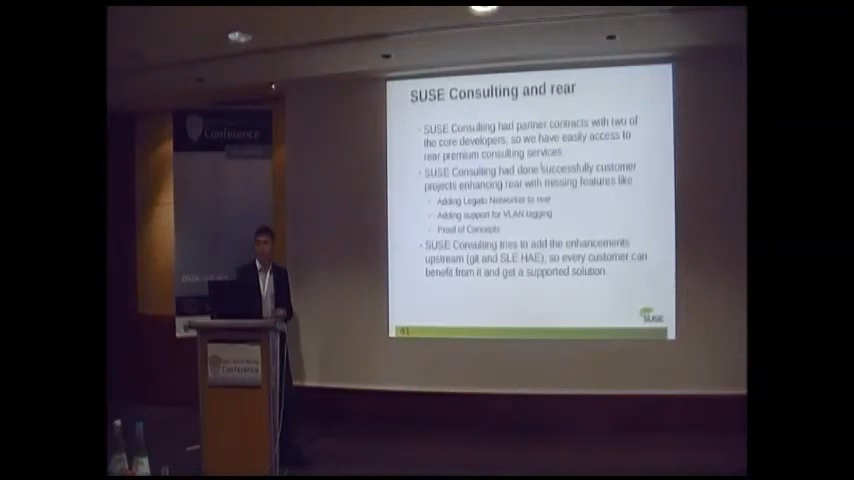 SUSE Consulting and rear
SUSE Consulting had partner contracts with two of
the core developers, so we have easily access to
rear premium consulting services.
SUSE Consulting had done successfully customer
projects enhancing rear with missing features like
Adding Legato Networker to rear
Adding support for VLAN tagging
Proof of Concepts
SUSE Consulting tries to add the enhancements
upstream (git and SLE HAE), so every customer can
benefit from it and get a supported solution.
41
SUSE
Conference
Conference